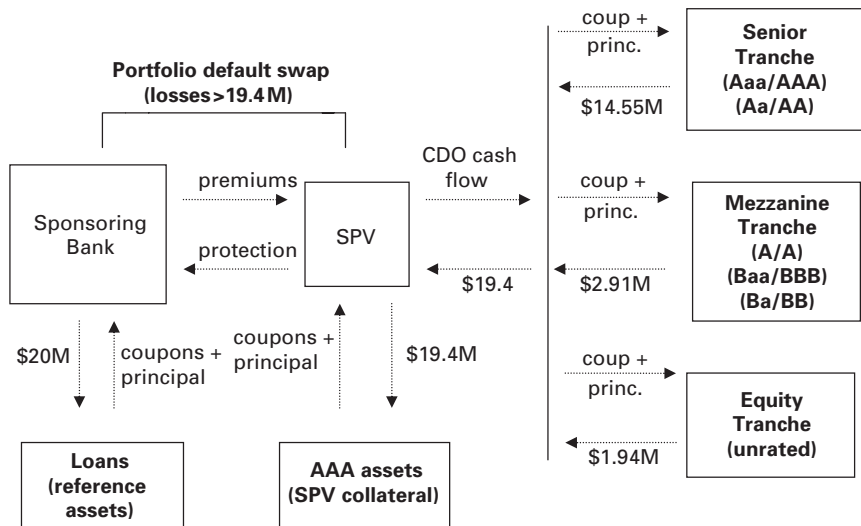 Portfolio default swap
(losses>19.4M)
Sponsoring
Bank
premiums
protection
SPV
CDO cash
flow
$19.4
$20M
coupons +
principal
coupons +
principal
$19.4M
Loans
(reference
assets)
AAA assets
(SPV collateral)
coup +
princ.
$14.55M
Senior
Tranche
(Aaa/AAA)
(Aa/AA)
coup +
princ.
$2.91M
Mezzanine
Tranche
(A/A)
(Baa/BBB)
(Ba/BB)
coup +
princ.
$1.94M
Equity
Tranche
(unrated)